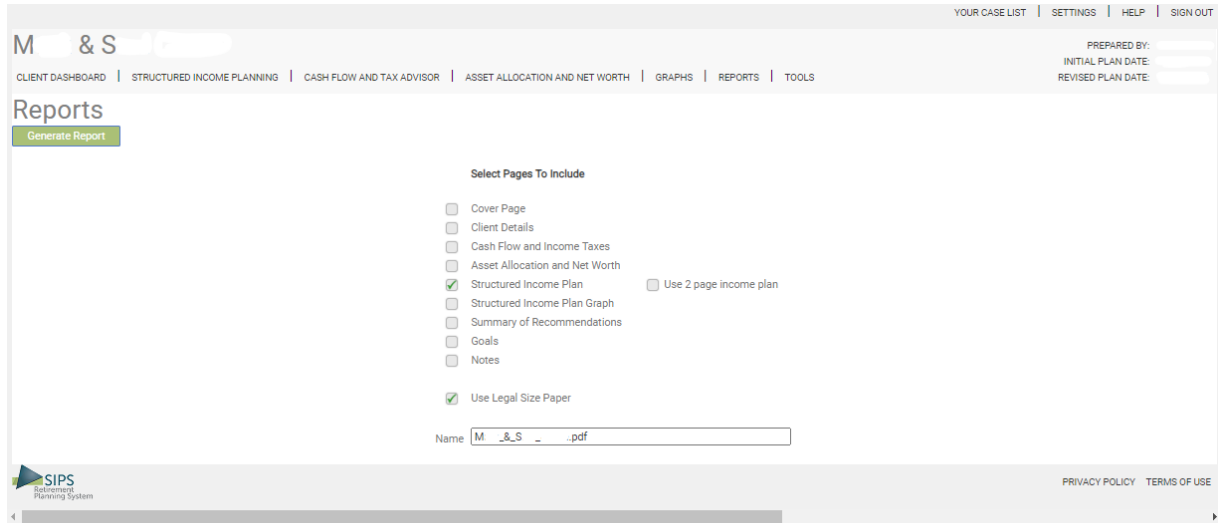 YOUR CASE LIST | SETTINGS | HELP | SIGN OUT
M & S
PREPARED BY:
INITIAL PLAN DATE:
REVISED PLAN DATE:
CLIENT DASHBOARD | STRUCTURED INCOME PLANNING | CASH FLOW AND TAX ADVISOR | ASSET ALLOCATION AND NET WORTH | GRAPHS | REPORTS | TOOLS
Reports
Generate Report
Select Pages To Include
Cover Page
Client Details
Cash Flow and Income Taxes
Asset Allocation and Net Worth
Structured Income Plan Use 2 page income plan
Structured Income Plan Graph
Summary of Recommendations
Goals
Notes
Use Legal Size Paper
Name M _&_S _ ..pdf
SIPS
Retirement
Planning System
PRIVACY POLICY TERMS OF USE